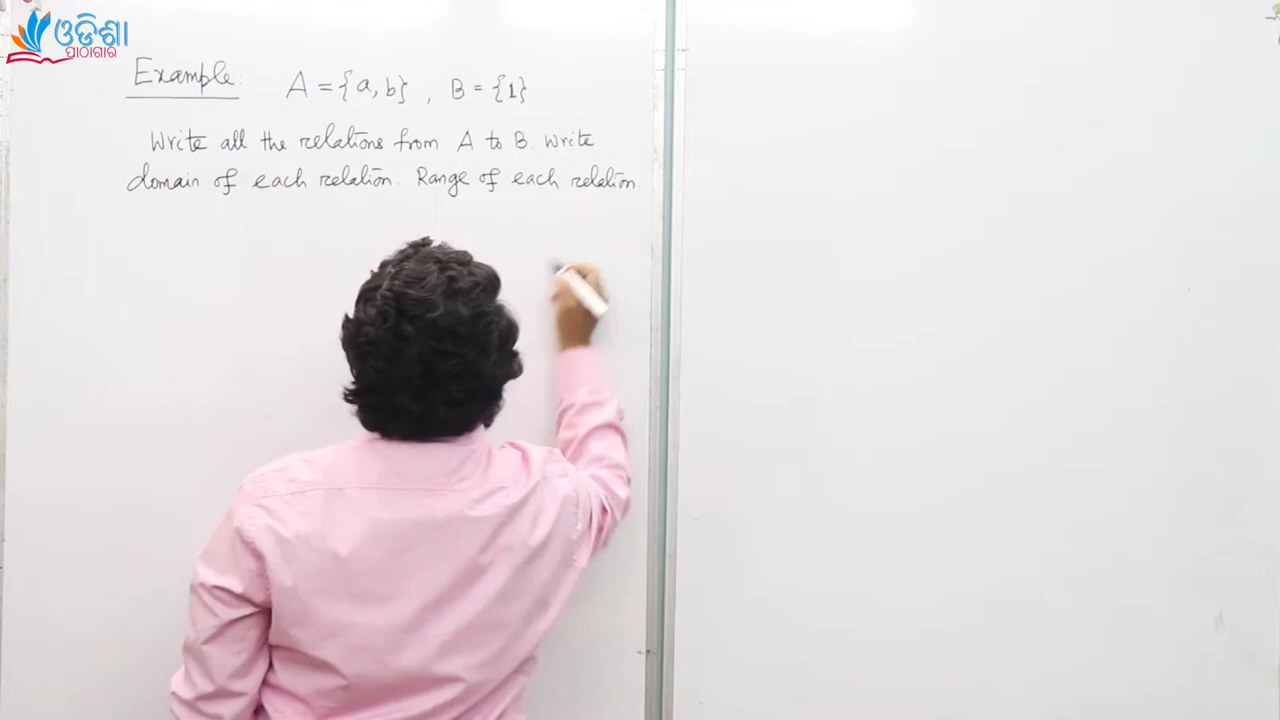 ଓଡିଶା
ପାଠାଗାର
Example: A = {a, b} , B = {1}
Write all the relations from A to B. Write
domain of each relation. Range of each relation.